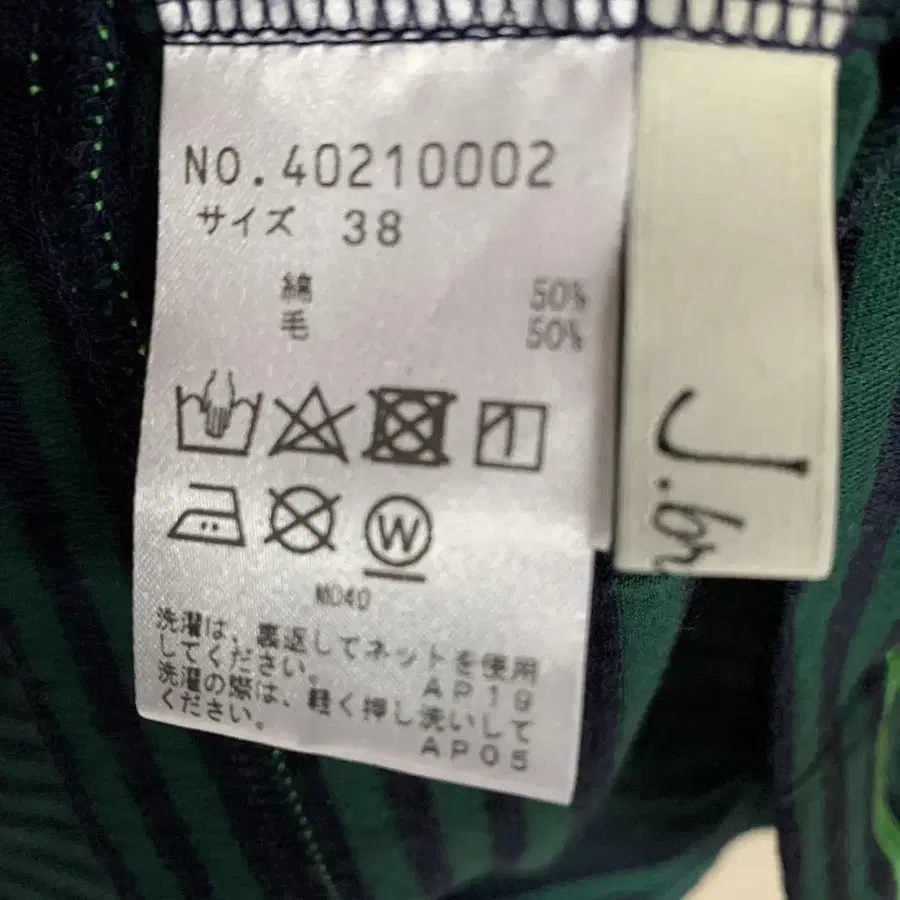 NO.40210002
サイズ 38
綿 50%
毛 50%
W
M040
洗濯は、裏返してネットを使用
してください。
AP19
洗濯の際は、軽く押し洗いして
ください。
AP05
J.br